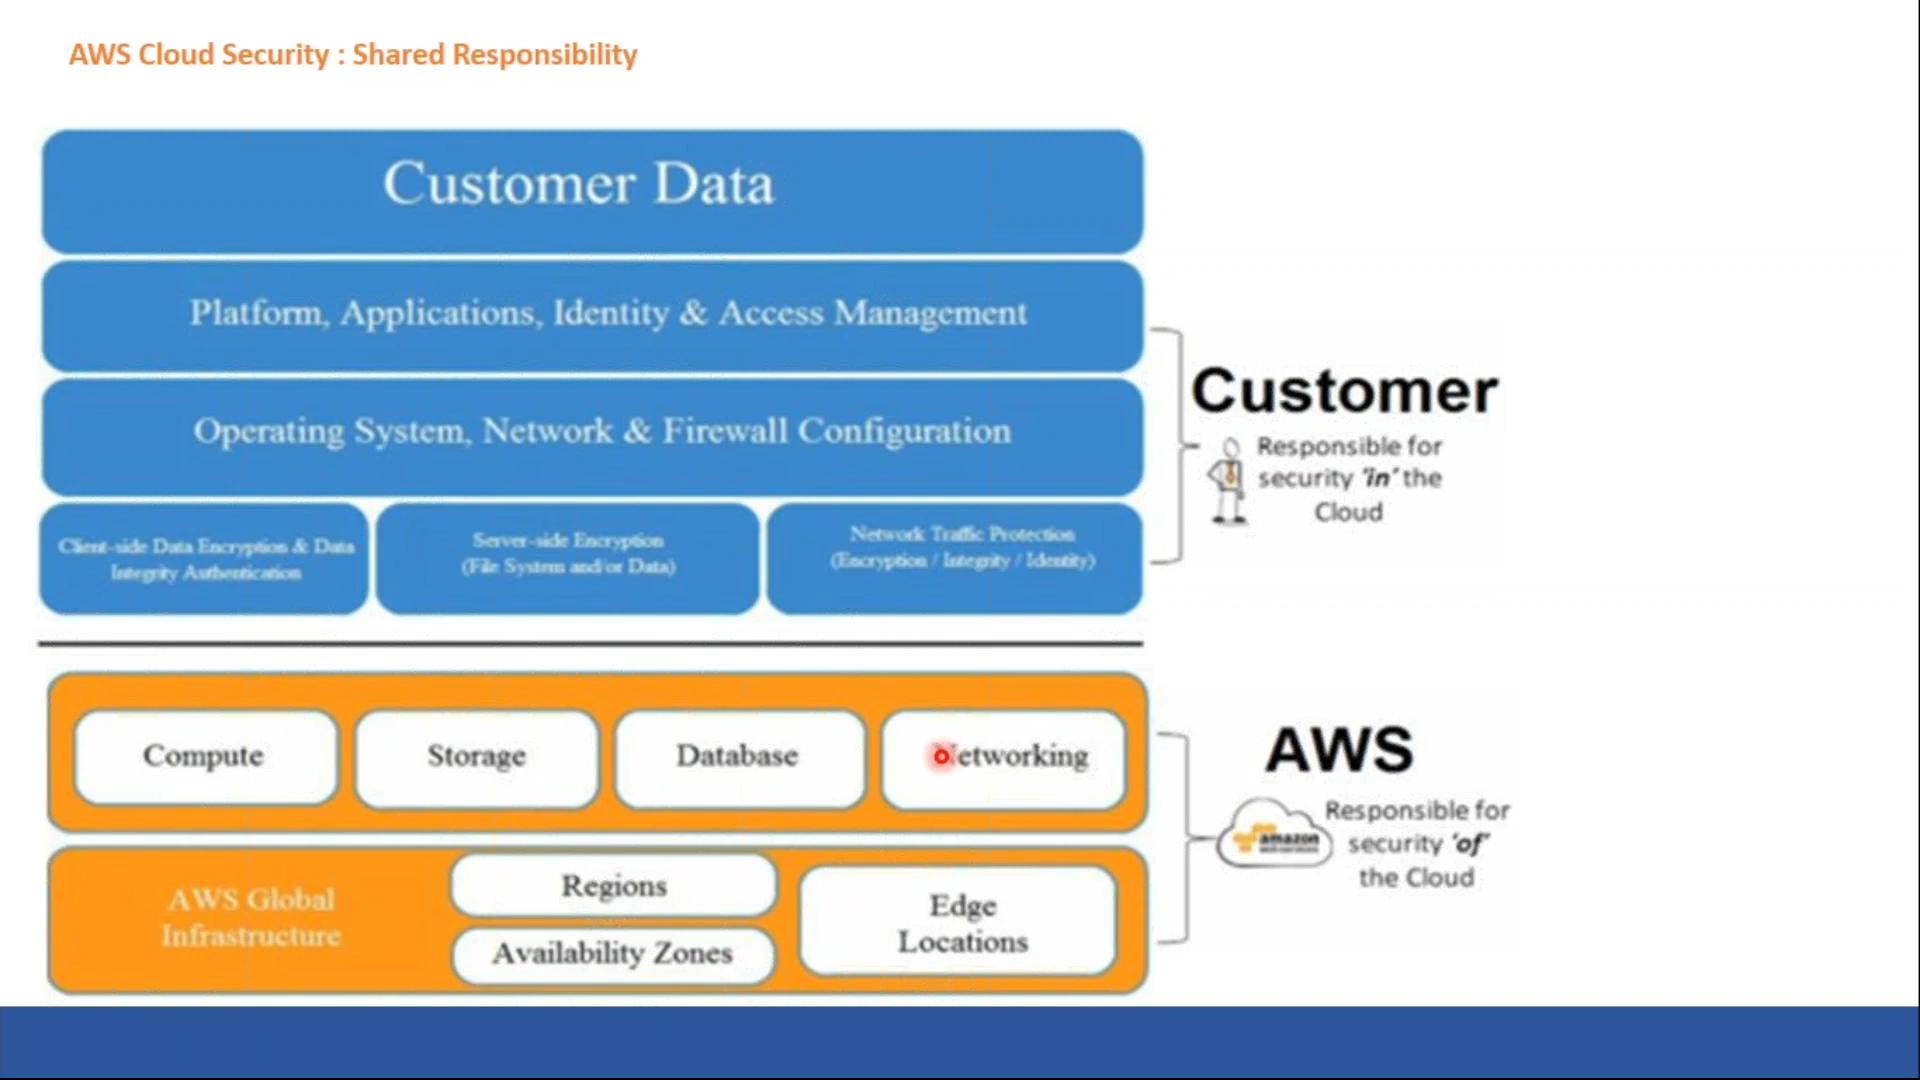 AWS Cloud Security : Shared Responsibility
Customer Data
Platform, Applications, Identity & Access Management
Operating System, Network & Firewall Configuration
Client-side Data Encryption & Data
Integrity Authentication
Server-side Encryption
(File System and/or Data)
Network Traffic Protection
(Encryption / Integrity / Identity)
Customer
Responsible for
security 'in' the
Cloud
Compute
Storage
Database
Networking
AWS
Responsible for
security 'of'
the Cloud
amazon
web services
AWS Global
Infrastructure
Regions
Availability Zones
Edge
Locations